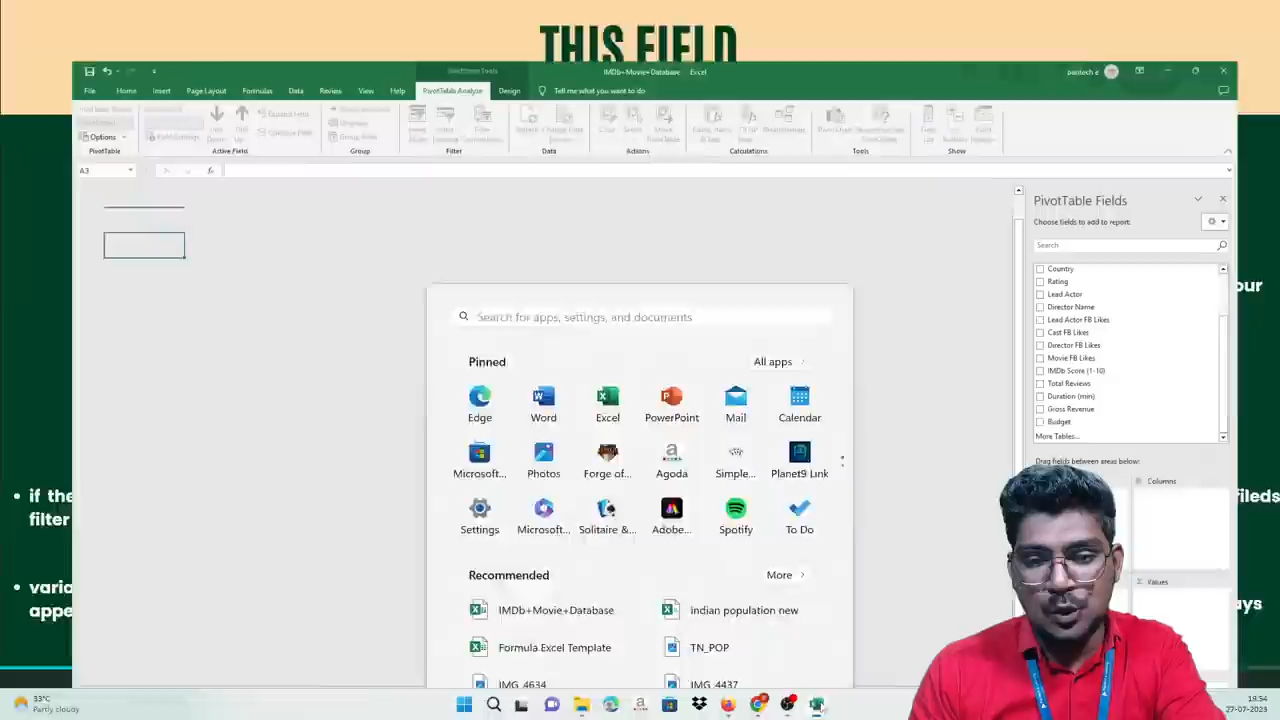 THIS FIELD
PivotTable Tools
IMDb+Movie+Database - Excel
pantech e
File
Home
Insert
Page Layout
Formulas
Data
Review
View
Help
PivotTable Analyze
Design
Tell me what you want to do
Options
PivotTable
Active Field
Group
Filter
Data
Actions
Calculations
Tools
Show
A3
fx
PivotTable Fields
Choose fields to add to report:
Search
Country
Rating
Lead Actor
Director Name
Lead Actor FB Likes
Cast FB Likes
Director FB Likes
Movie FB Likes
IMDb Score (1-10)
Total Reviews
Duration (min)
Gross Revenue
Budget
More Tables...
Drag fields between areas below:
Columns
Values
Search for apps, settings, and documents
Pinned
All apps
Edge
Word
Excel
PowerPoint
Mail
Calendar
Microsoft...
Photos
Forge of...
Agoda
Simple...
Planet9 Link
Settings
Microsoft...
Solitaire &...
Adobe...
Spotify
To Do
Recommended
More
IMDb+Movie+Database
indian population new
Formula.Excel Template
TN_POP
IMG_4634
IMG_4437
our
• if the
fileds
filter
• varia
appe
ays
33°C
Partly cloudy
18:54
27-07-2023